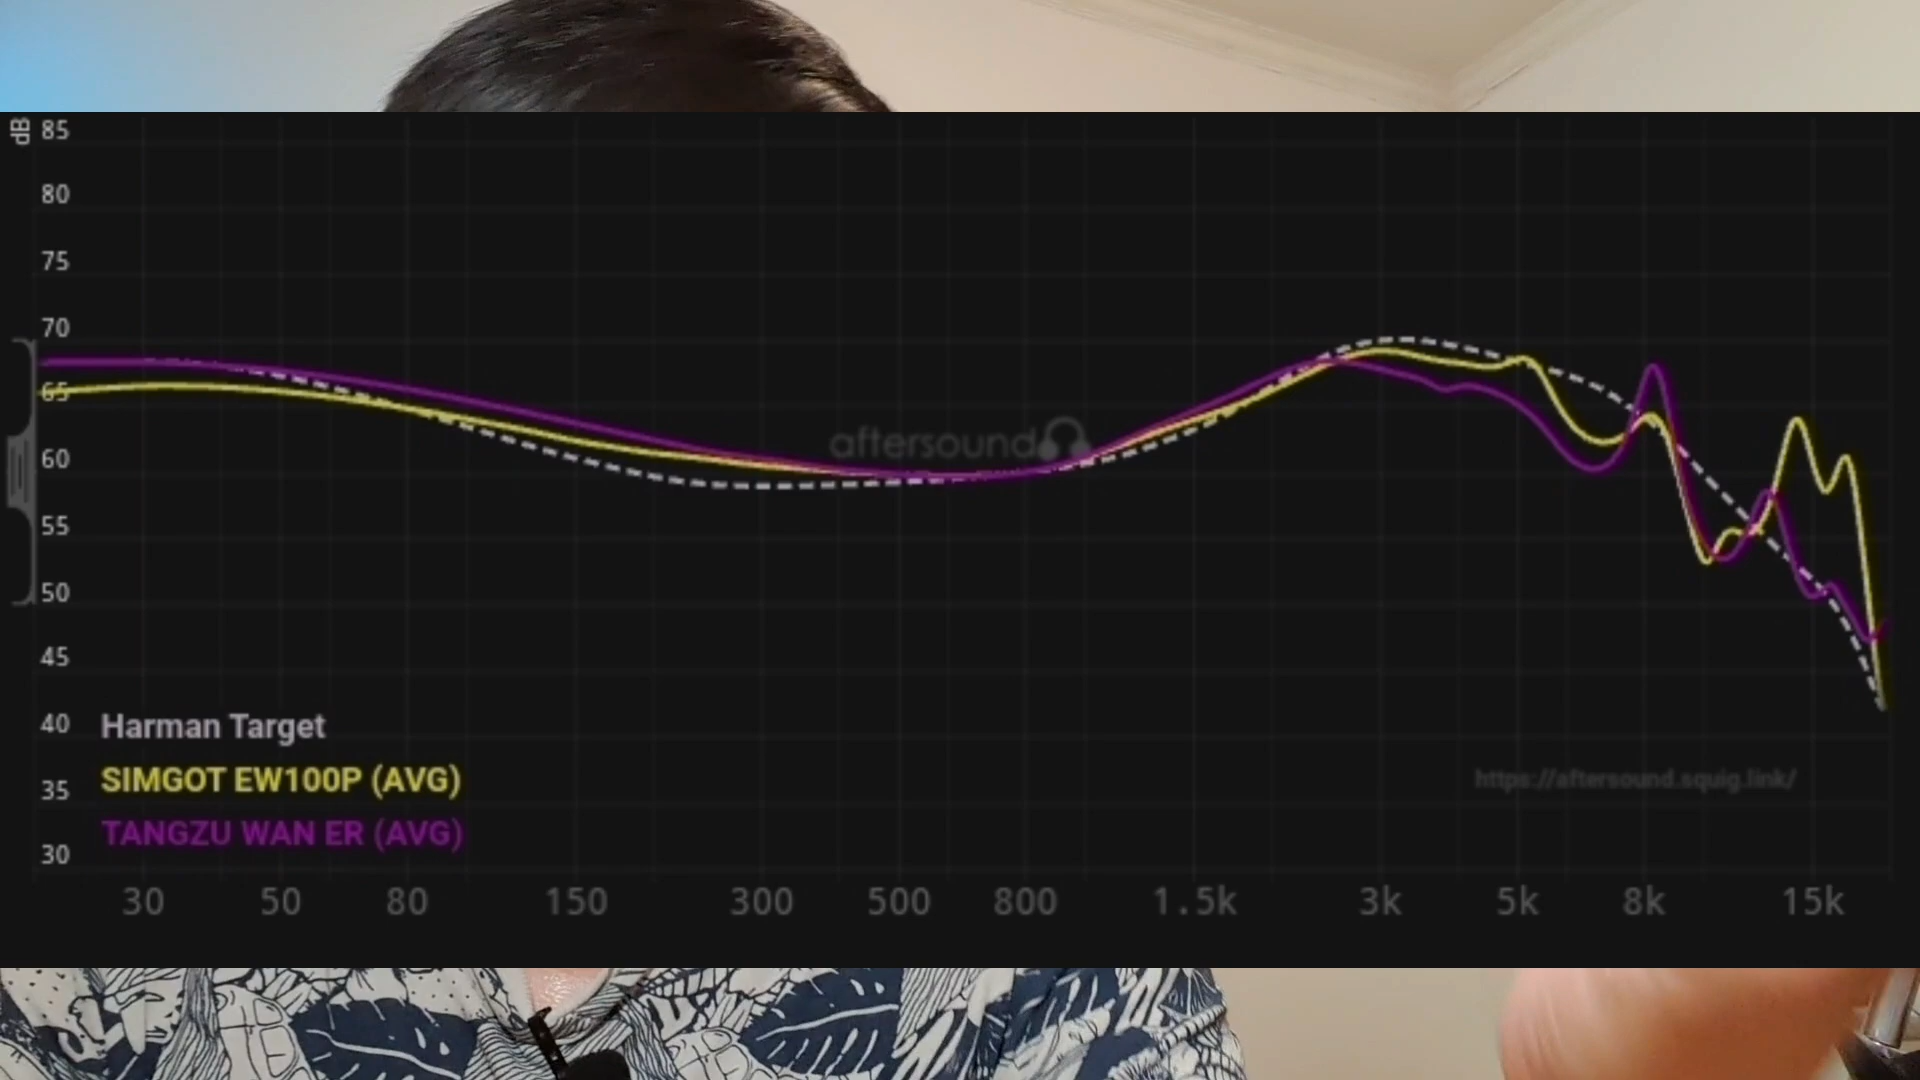 dB
85
80
75
70
65
60
55
50
45
40
35
30
aftersound
Harman Target
SIMGOT EW100P (AVG)
TANGZU WAN ER (AVG)
https://aftersound.squig.link/
30 50 80 150 300 500 800 1.5k 3k 5k 8k 15k